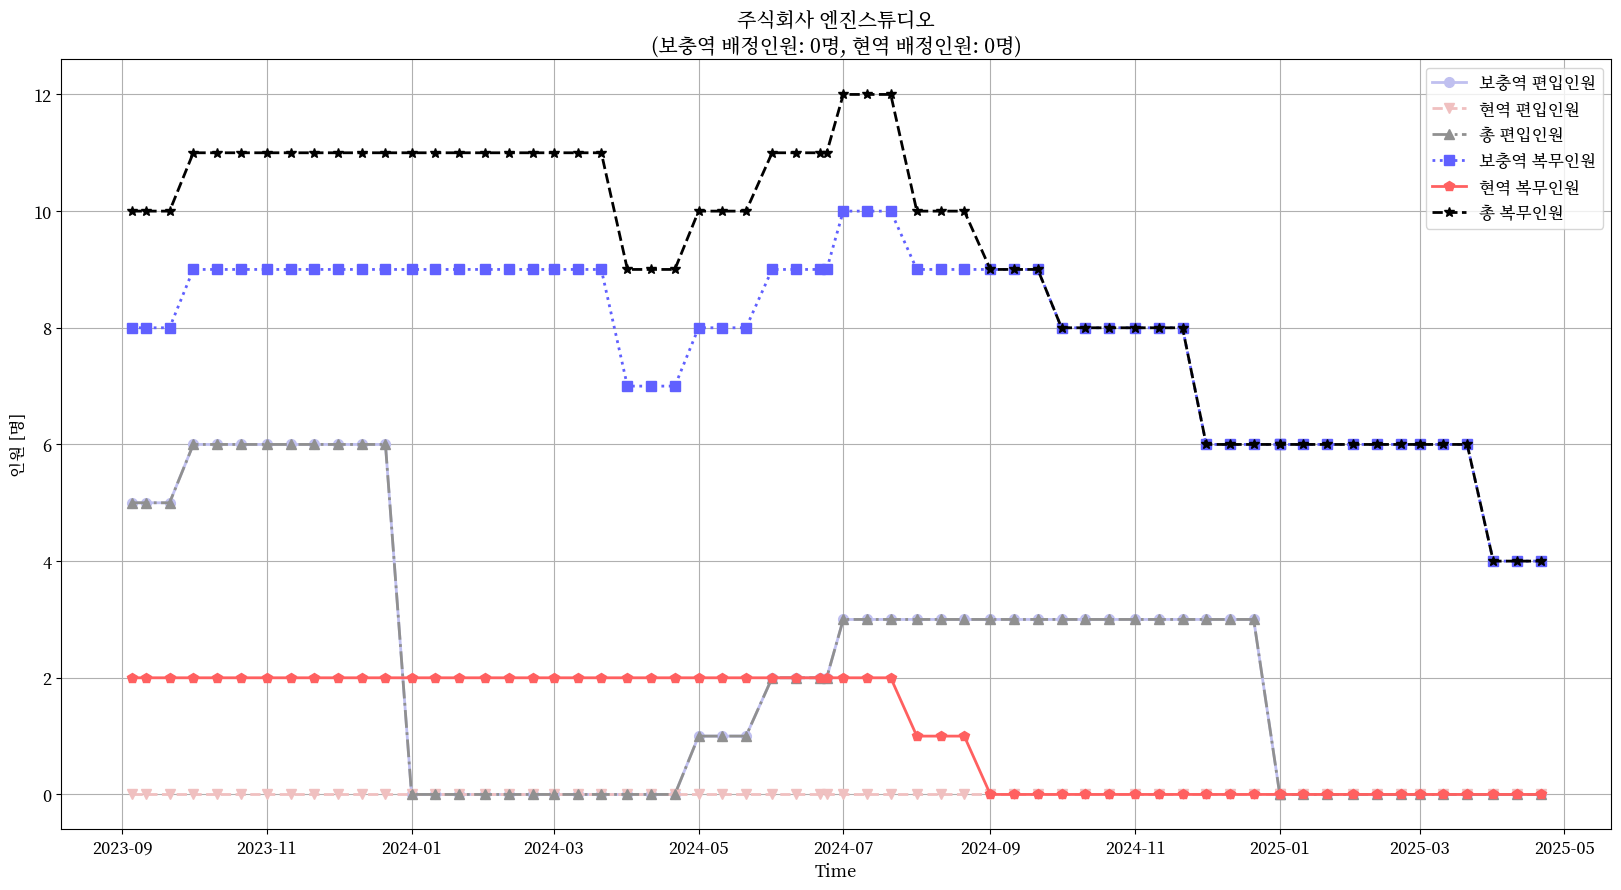 주식회사 엔진스튜디오
(보충역 배정인원: 0명, 현역 배정인원: 0명)
보충역 편입인원
현역 편입인원
총 편입인원
보충역 복무인원
현역 복무인원
총 복무인원
인원 [명]
12
10
8
6
4
2
0
2023-09
2023-11
2024-01
2024-03
2024-05
2024-07
2024-09
2024-11
2025-01
2025-03
2025-05
Time